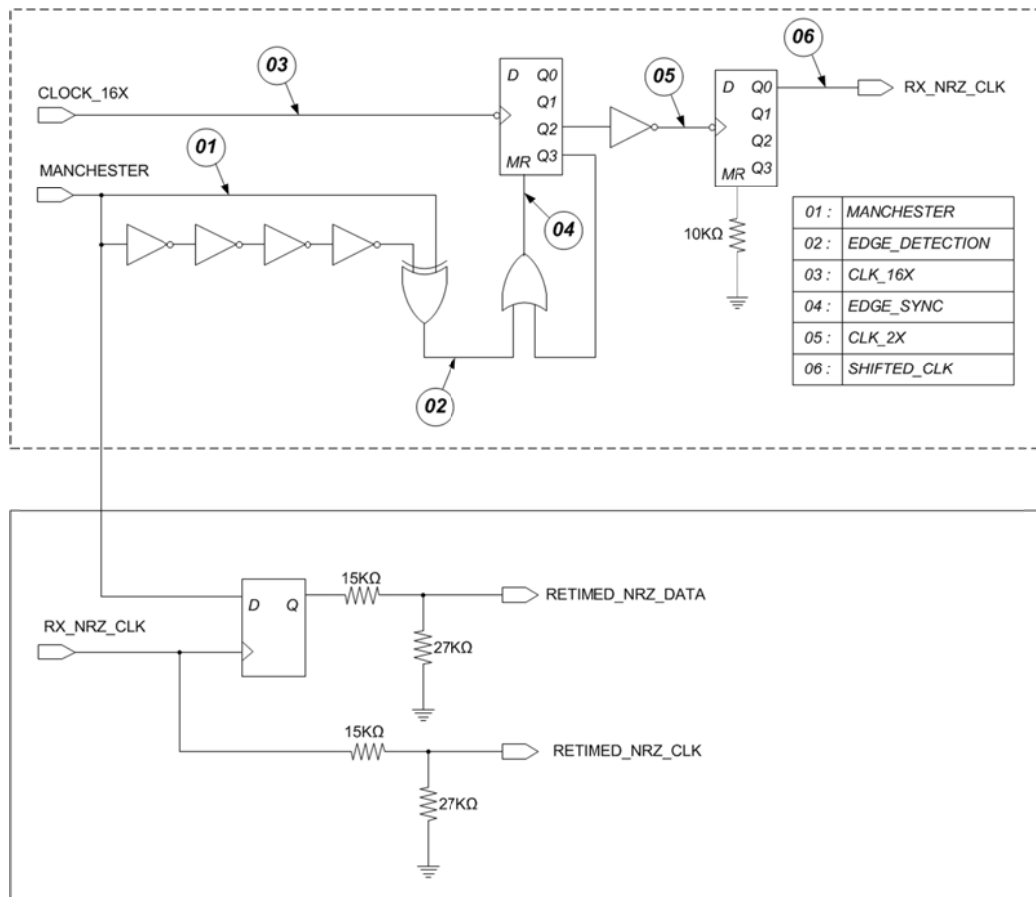 06
03
CLOCK_16X
D Q0
Q1
Q2
Q3
MR
05
D Q0
Q1
Q2
Q3
MR
RX_NRZ_CLK
01
MANCHESTER
04
10KΩ
02
01 : MANCHESTER
02 : EDGE_DETECTION
03 : CLK_16X
04 : EDGE_SYNC
05 : CLK_2X
06 : SHIFTED_CLK
D Q
15KΩ
RETIMED_NRZ_DATA
RX_NRZ_CLK
27KΩ
15KΩ
RETIMED_NRZ_CLK
27KΩ